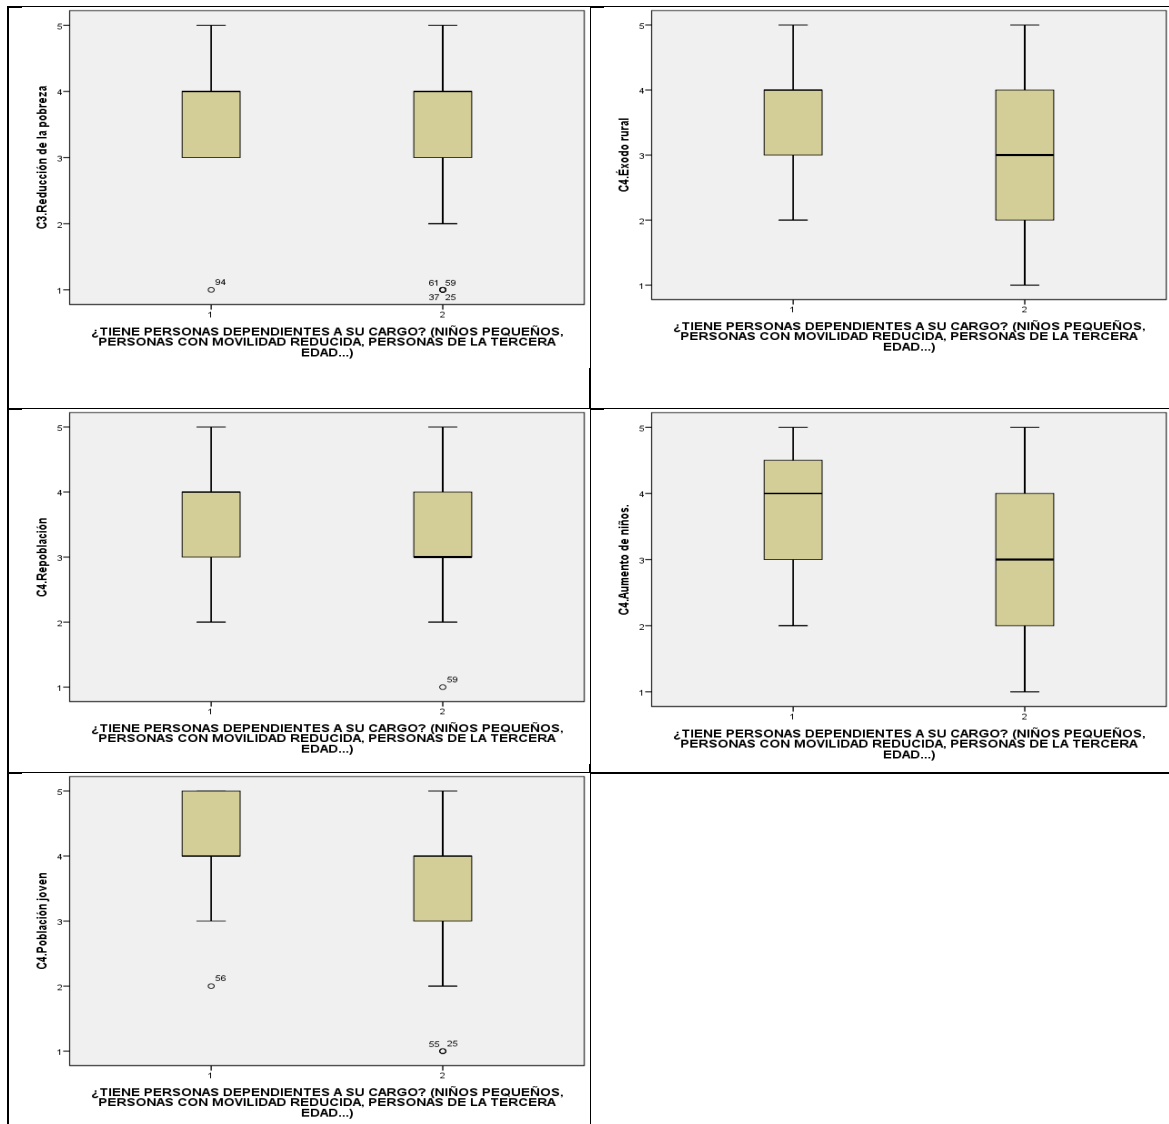 C3.Reducción de la pobreza
5
4
3
2
1
94
61 59
37 25
1 2
¿TIENE PERSONAS DEPENDIENTES A SU CARGO? (NIÑOS PEQUEÑOS,
PERSONAS CON MOVILIDAD REDUCIDA, PERSONAS DE LA TERCERA
EDAD...)
C4.Éxodo rural
5
4
3
2
1
1 2
¿TIENE PERSONAS DEPENDIENTES A SU CARGO? (NIÑOS PEQUEÑOS,
PERSONAS CON MOVILIDAD REDUCIDA, PERSONAS DE LA TERCERA
EDAD...)
C4.Repoblación
5
4
3
2
1
59
1 2
¿TIENE PERSONAS DEPENDIENTES A SU CARGO? (NIÑOS PEQUEÑOS,
PERSONAS CON MOVILIDAD REDUCIDA, PERSONAS DE LA TERCERA
EDAD...)
C4.Aumento de niños.
5
4
3
2
1
1 2
¿TIENE PERSONAS DEPENDIENTES A SU CARGO? (NIÑOS PEQUEÑOS,
PERSONAS CON MOVILIDAD REDUCIDA, PERSONAS DE LA TERCERA
EDAD...)
C4.Población joven
5
4
3
2
1
56
55 25
1 2
¿TIENE PERSONAS DEPENDIENTES A SU CARGO? (NIÑOS PEQUEÑOS,
PERSONAS CON MOVILIDAD REDUCIDA, PERSONAS DE LA TERCERA
EDAD...)